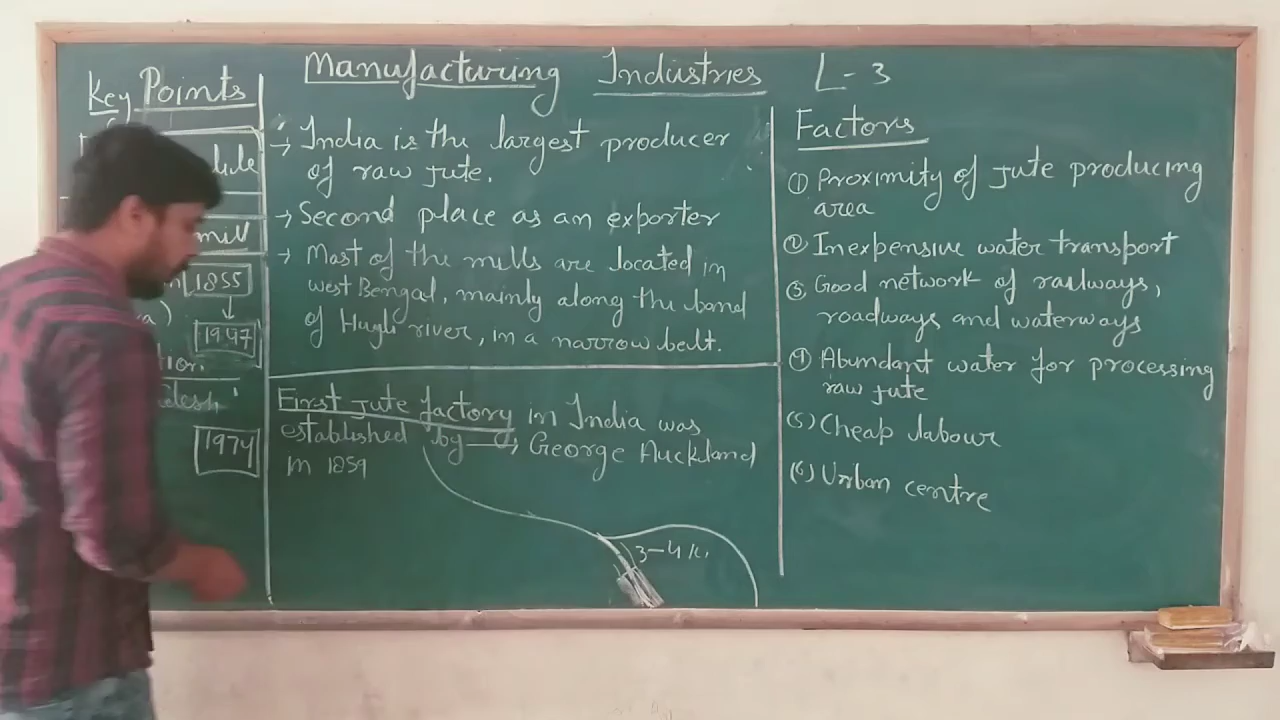 Manufacturing Industries L-3
Key Points
mill
1855
1947
1974
→ India is the largest producer
of raw jute.
→ Second place as an exporter
→ Most of the mills are located in
west Bengal, mainly along the band
of Hugli river, in a narrow belt.
First jute factory in India was
established by → George Auckland
in 1859
3-4 K.
Factors
① Proximity of jute producing
area
② Inexpensive water transport
③ Good network of railways,
roadways and waterways
④ Abundant water for processing
raw jute
(5) Cheap labour
(6) Urban centre